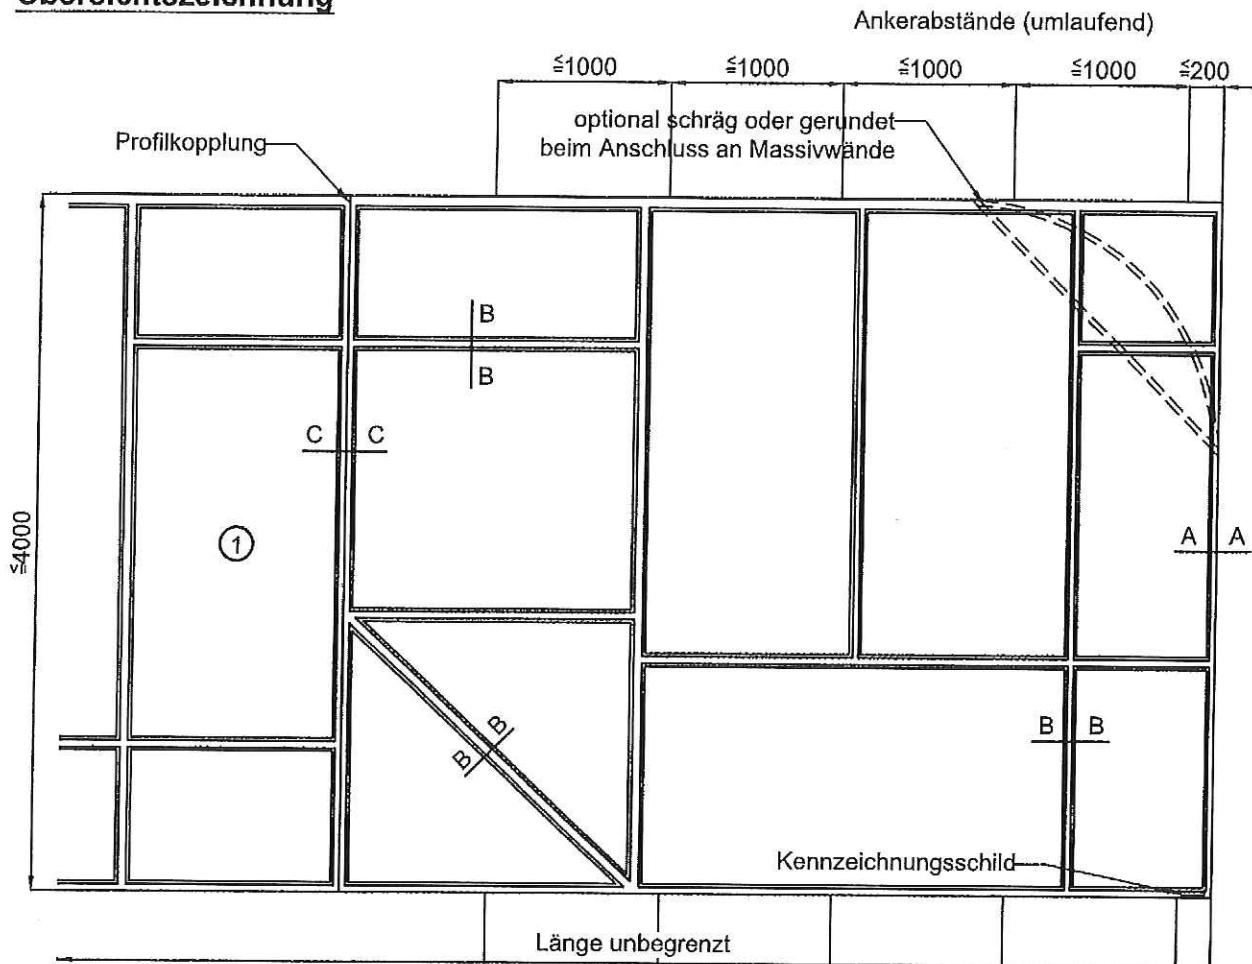 Übersichtszeichnung
Ankerabstände (umlaufend)
≦1000 ≦1000 ≦1000 ≦1000 ≦200
optional schräg oder gerundet
beim Anschluss an Massivwände
Profilkopplung
B
B
C C
1
A A
≦4000
B
B
B B
Kennzeichnungsschild
Länge unbegrenzt